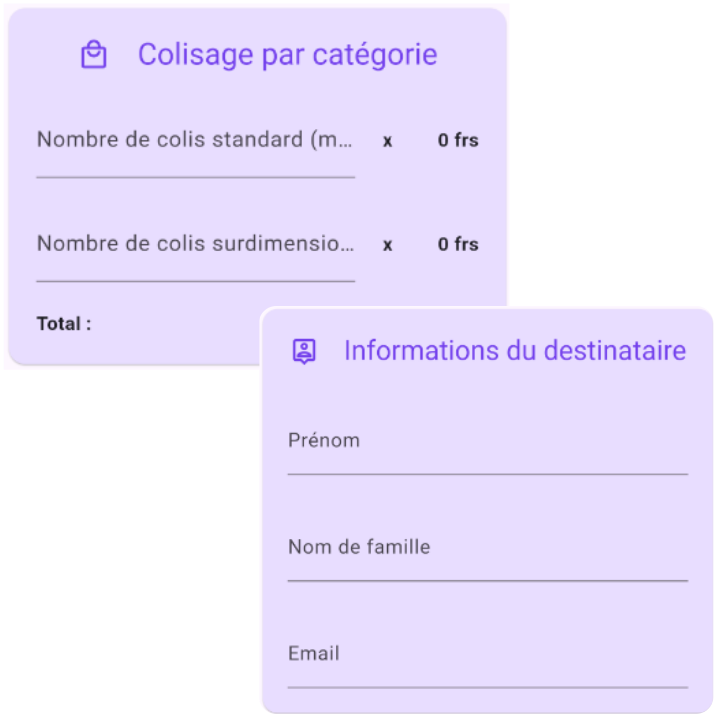 Colisage par catégorie
Nombre de colis standard (m... x 0 frs
Nombre de colis surdimensio... x 0 frs
Total :
Informations du destinataire
Prénom
Nom de famille
Email